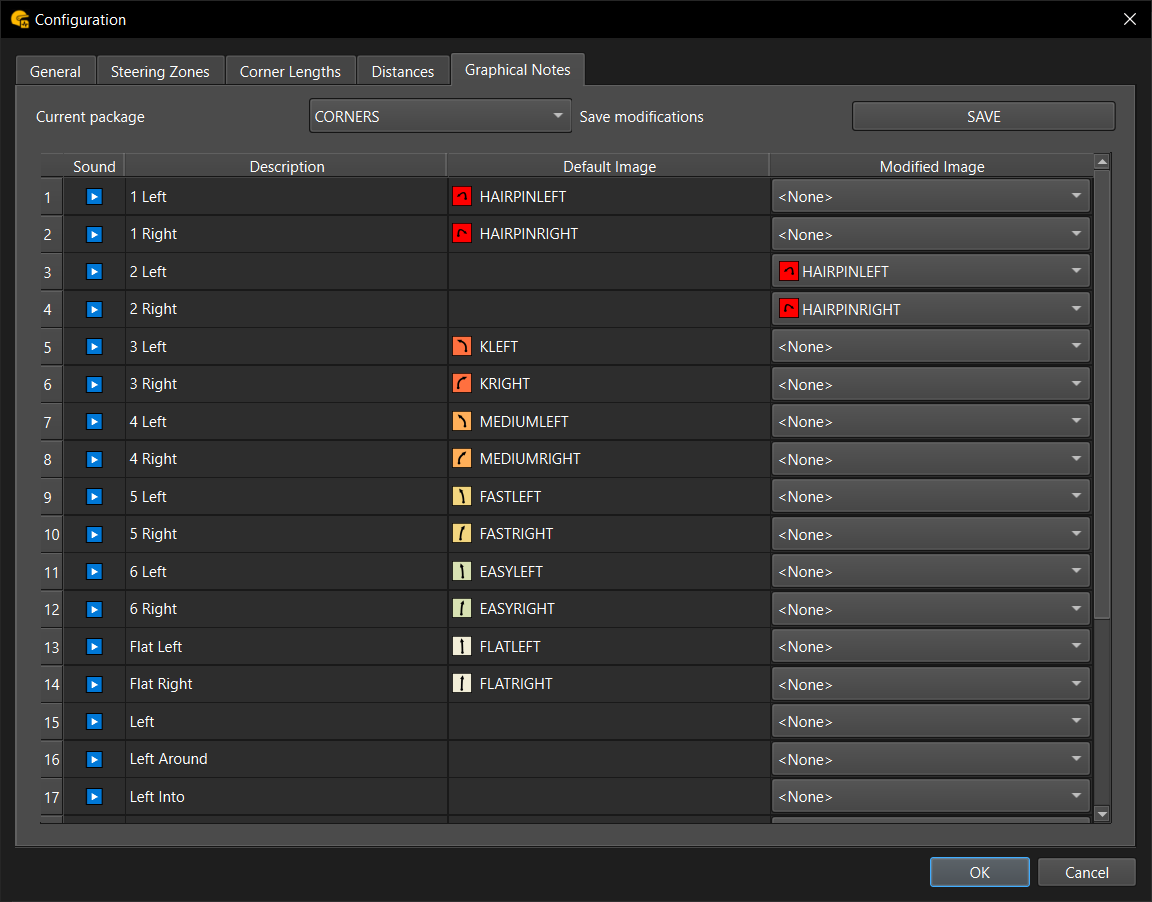 Configuration
General Steering Zones Corner Lengths Distances Graphical Notes
Current package CORNERS Save modifications SAVE
Sound Description Default Image Modified Image
1 1 Left HAIRPINLEFT <None>
2 1 Right HAIRPINRIGHT <None>
3 2 Left HAIRPINLEFT
4 2 Right HAIRPINRIGHT
5 3 Left KLEFT <None>
6 3 Right KRIGHT <None>
7 4 Left MEDIUMLEFT <None>
8 4 Right MEDIUMRIGHT <None>
9 5 Left FASTLEFT <None>
10 5 Right FASTRIGHT <None>
11 6 Left EASYLEFT <None>
12 6 Right EASYRIGHT <None>
13 Flat Left FLATLEFT <None>
14 Flat Right FLATRIGHT <None>
15 Left <None>
16 Left Around <None>
17 Left Into <None>
OK Cancel